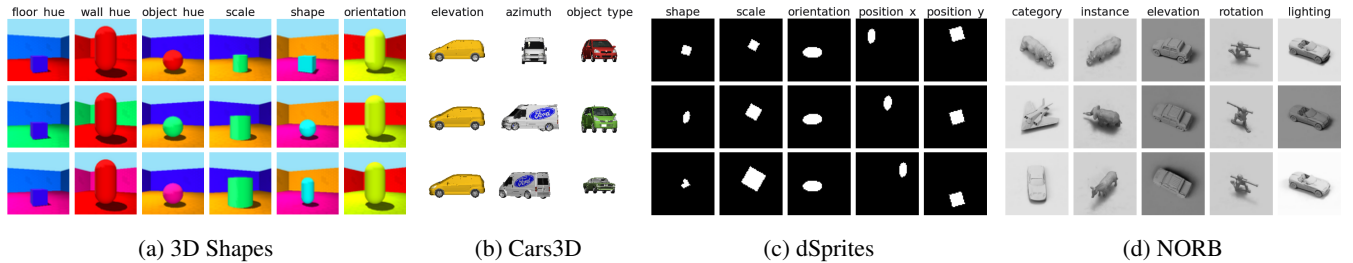 floor hue wall hue object hue scale shape orientation
elevation azimuth object type
shape scale orientation position x position y
category instance elevation rotation lighting
Ford
Ford
(a) 3D Shapes
(b) Cars3D
(c) dSprites
(d) NORB